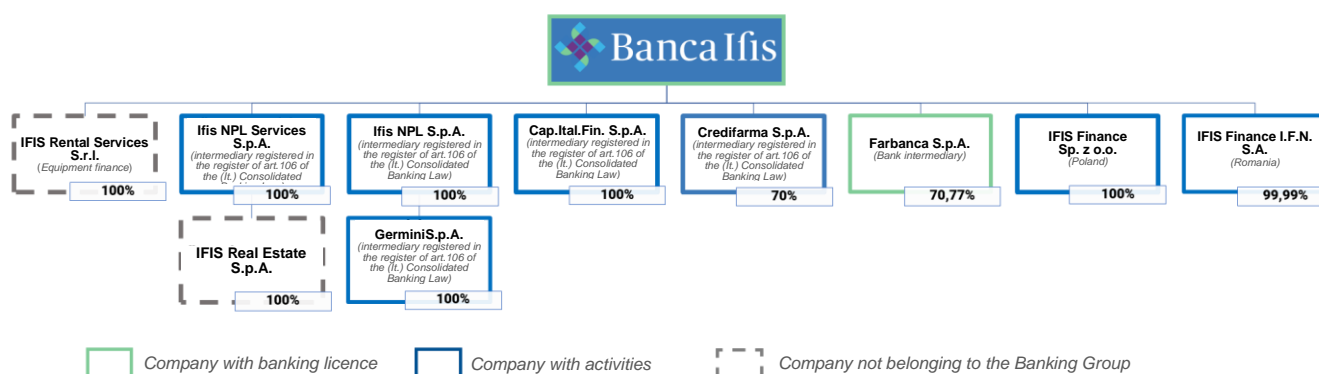 Banca Ifis
IFIS Rental Services
S.r.l.
(Equipment finance)
100%
Ifis NPL Services
S.p.A.
(intermediary registered in
the register of art.106 of
the (It.) Consolidated
100%
Ifis NPL S.p.A.
(intermediary registered in
the register of art.106 of
the (It.) Consolidated
Banking Law)
100%
Cap.Ital.Fin. S.p.A.
(intermediary registered in
the register of art.106 of
the (It.) Consolidated
Banking Law)
100%
Credifarma S.p.A.
(intermediary registered in
the register of art.106 of
the (It.) Consolidated
Banking Law)
70%
Farbanca S.p.A.
(Bank intermediary)
70,77%
IFIS Finance
Sp. z o.o.
(Poland)
100%
IFIS Finance I.F.N.
S.A.
(Romania)
99,99%
IFIS Real Estate
S.p.A.
100%
GerminiS.p.A.
(intermediary registered in
the register of art.106 of
the (It.) Consolidated
Banking Law)
100%
Company with banking licence
Company with activities
Company not belonging to the Banking Group